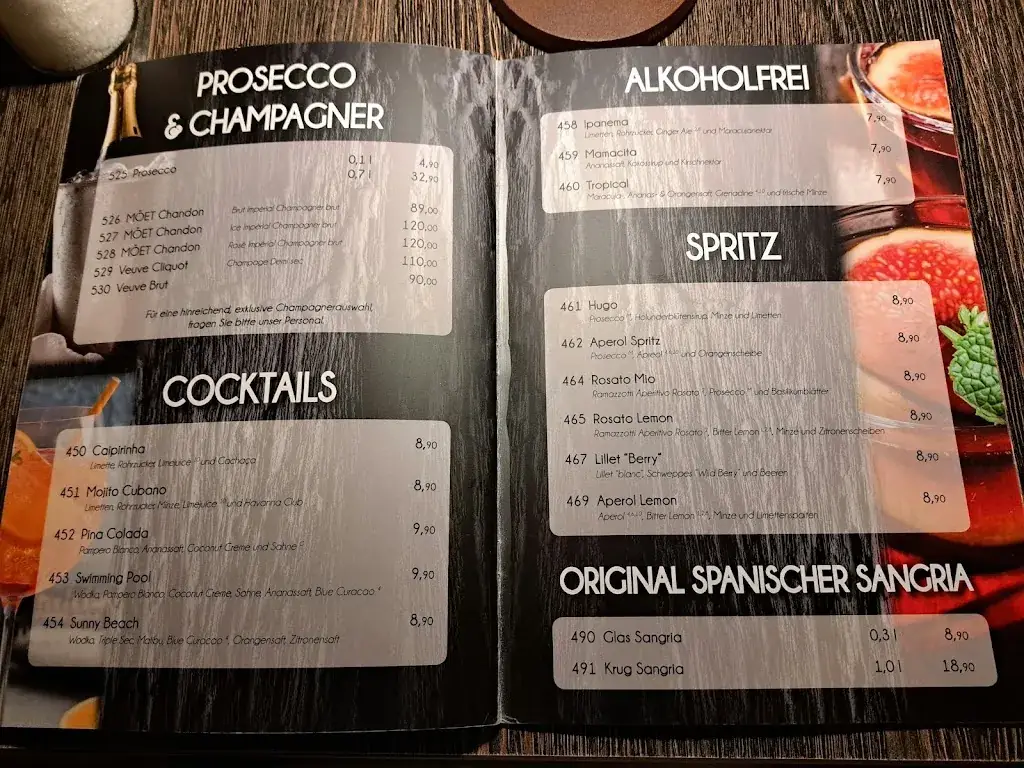 PROSECCO
& CHAMPAGNER
525 Prosecco 0,1 l 4,90
0,7 l 32,90
526 MÔET Chandon Brut Impérial Champagner brut 89,00
527 MÔET Chandon Ice Impérial Champagner brut 120,00
528 MÔET Chandon Rosé Impérial Champagner brut 120,00
529 Veuve Cliquot Champage Demi sec 110,00
530 Veuve Brut 90,00
Für eine hinreichend, exklusive Champagnerauswahl,
fragen Sie bitte unser Personal.
COCKTAILS
450 Caipirinha 8,90
Limette, Rohrzucker, Limejuice und Cachaça
451 Mojito Cubano 8,90
Limetten, Rohrzucker, Minze, Limejuice und Havanna Club
452 Pina Colada 9,90
Pampero Blanco, Ananassaft, Coconut Creme und Sahne
453 Swimming Pool 9,90
Wodka, Pampero Blanco, Coconut Creme, Sahne, Ananassaft, Blue Curacao
454 Sunny Beach 8,90
Wodka, Triple Sec, Malibu, Blue Curacao, Orangensaft, Zitronensaft
ALKOHOLFREI
458 Ipanema 7,90
Limetten, Rohrzucker, Ginger Ale und Maracujanektar
459 Mamacita 7,90
Ananassaft, Kokossirup und Kirschnektar
460 Tropical 7,90
Maracuja-, Ananas- & Orangensaft, Grenadine und frische Minze
SPRITZ
461 Hugo 8,90
Prosecco, Holunderblütensirup, Minze und Limetten
462 Aperol Spritz 8,90
Prosecco, Apreol und Orangenscheibe
464 Rosato Mio 8,90
Ramazzotti Aperitivo Rosato, Prosecco und Basilikumblätter
465 Rosato Lemon 8,90
Ramazzotti Aperitivo Rosato, Bitter Lemon, Minze und Zitronenscheiben
467 Lillet "Berry" 8,90
Lillet "blanc", Schweppes "Wild Berry" und Beeren
469 Aperol Lemon 8,90
Aperol, Bitter Lemon, Minze und Limettenspalten
ORIGINAL SPANISCHER SANGRIA
490 Glas Sangria 0,3 l 8,90
491 Krug Sangria 1,0 l 18,90